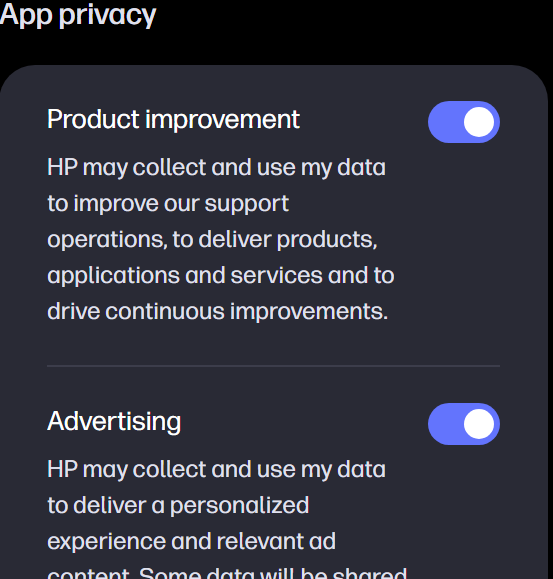 App privacy
Product improvement
HP may collect and use my data
to improve our support
operations, to deliver products,
applications and services and to
drive continuous improvements.
Advertising
HP may collect and use my data
to deliver a personalized
experience and relevant ad
content. Some data will be shared